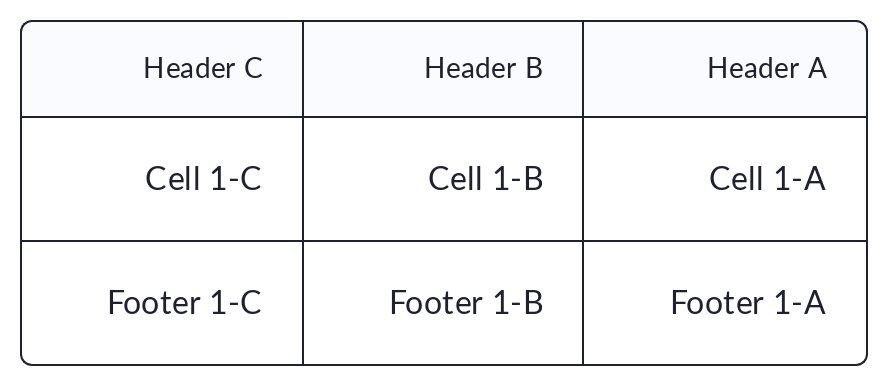 Header C Header B Header A
Cell 1-C Cell 1-B Cell 1-A
Footer 1-C Footer 1-B Footer 1-A